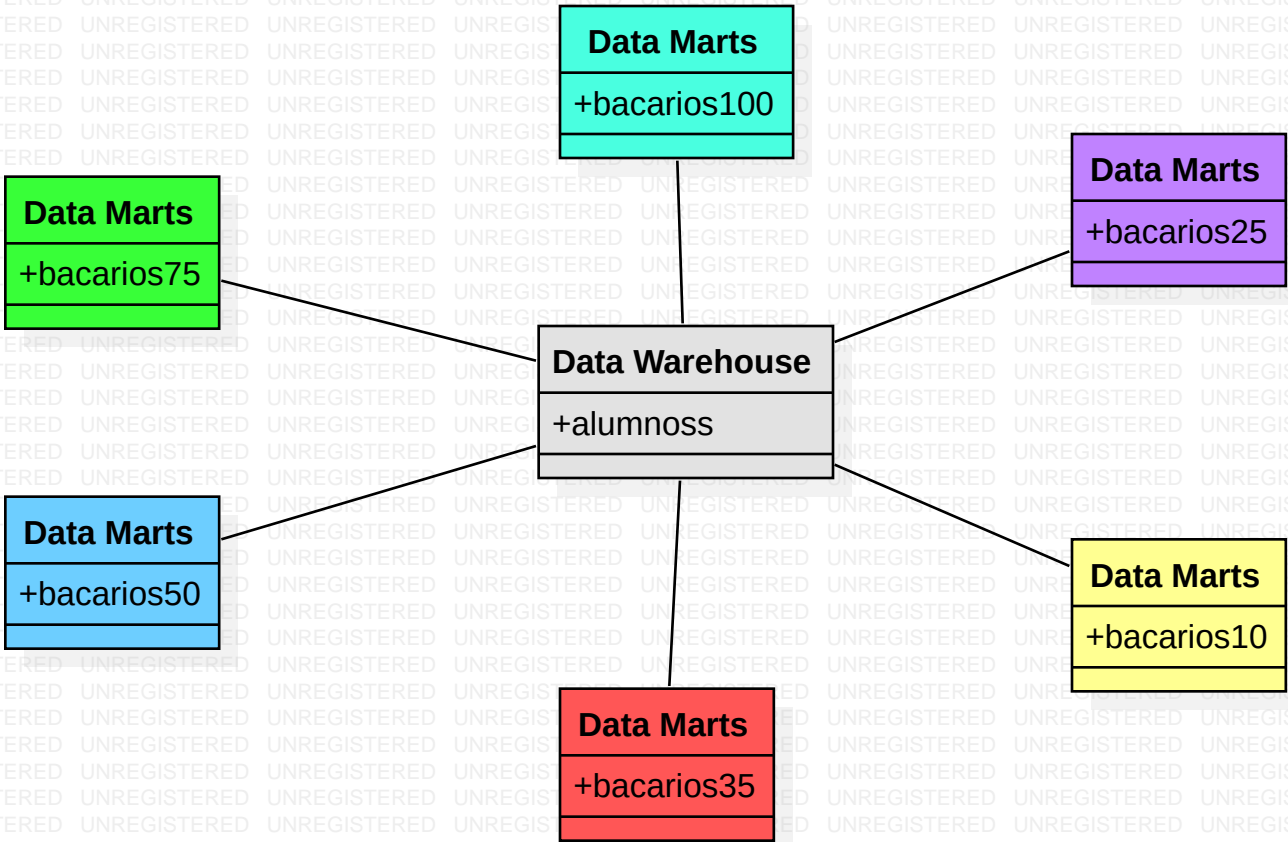 Data Marts
+bacarios100
Data Marts
+bacarios25
Data Marts
+bacarios75
Data Warehouse
+alumnoss
Data Marts
+bacarios50
Data Marts
+bacarios10
Data Marts
+bacarios35
UNREGISTERED